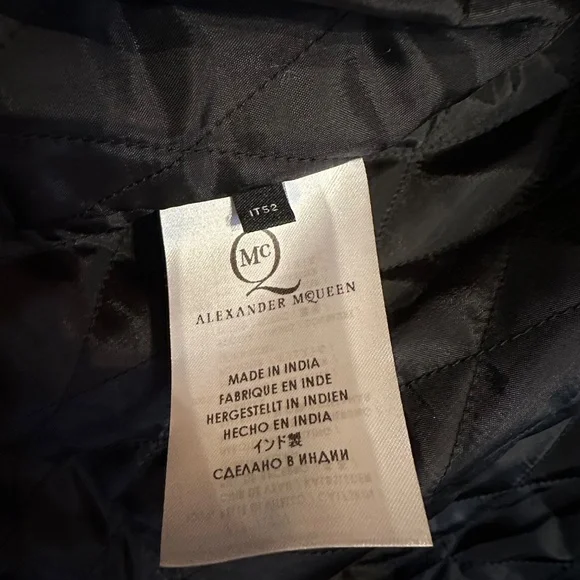 IT52
McQ
ALEXANDER McQUEEN
MADE IN INDIA
FABRIQUE EN INDE
HERGESTELLT IN INDIEN
HECHO EN INDIA
インド製
СДЕЛАНО В ИНДИИ